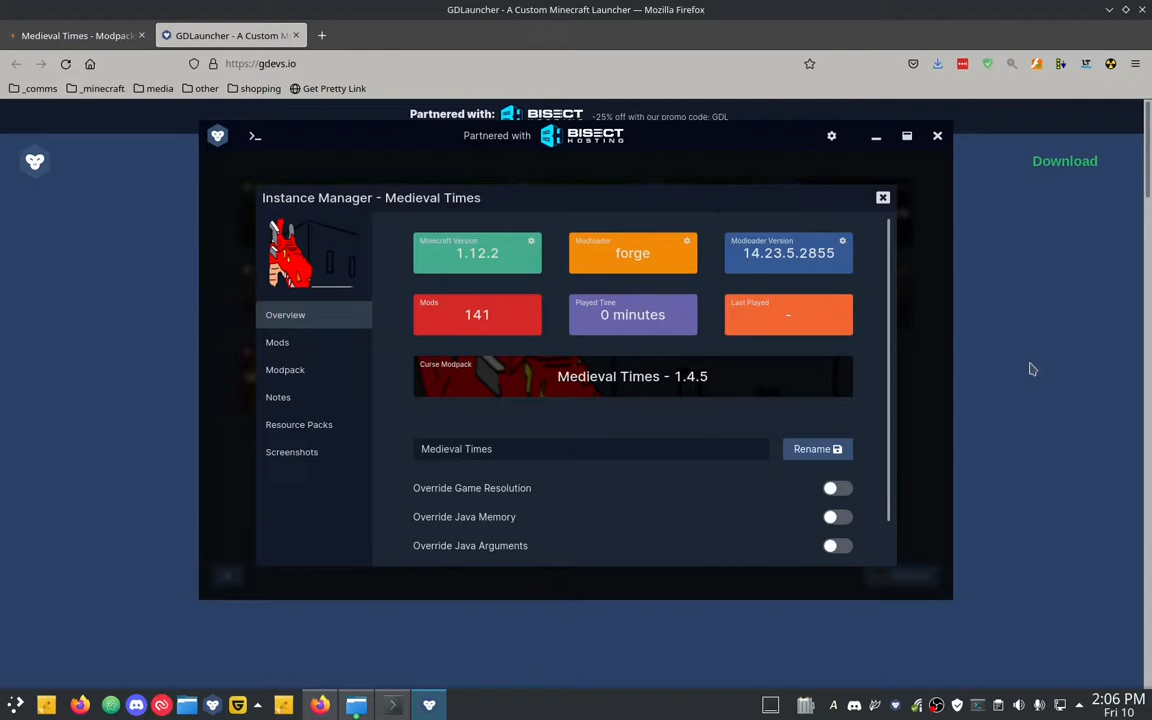 GDLauncher - A Custom Minecraft Launcher — Mozilla Firefox
Medieval Times - Modpack
GDLauncher - A Custom M
https://gdevs.io
_comms
_minecraft
media
other
shopping
Get Pretty Link
Partnered with: BISECT HOSTING -25% off with our promo code: GDL
Partnered with BISECT HOSTING
Download
Instance Manager - Medieval Times
Minecraft Version
1.12.2
Modloader
forge
Modloader Version
14.23.5.2855
Mods
141
Played Time
0 minutes
Last Played
-
Overview
Mods
Modpack
Notes
Resource Packs
Screenshots
Curse Modpack
Medieval Times - 1.4.5
Medieval Times
Rename
Override Game Resolution
Override Java Memory
Override Java Arguments
2:06 PM
Fri 10